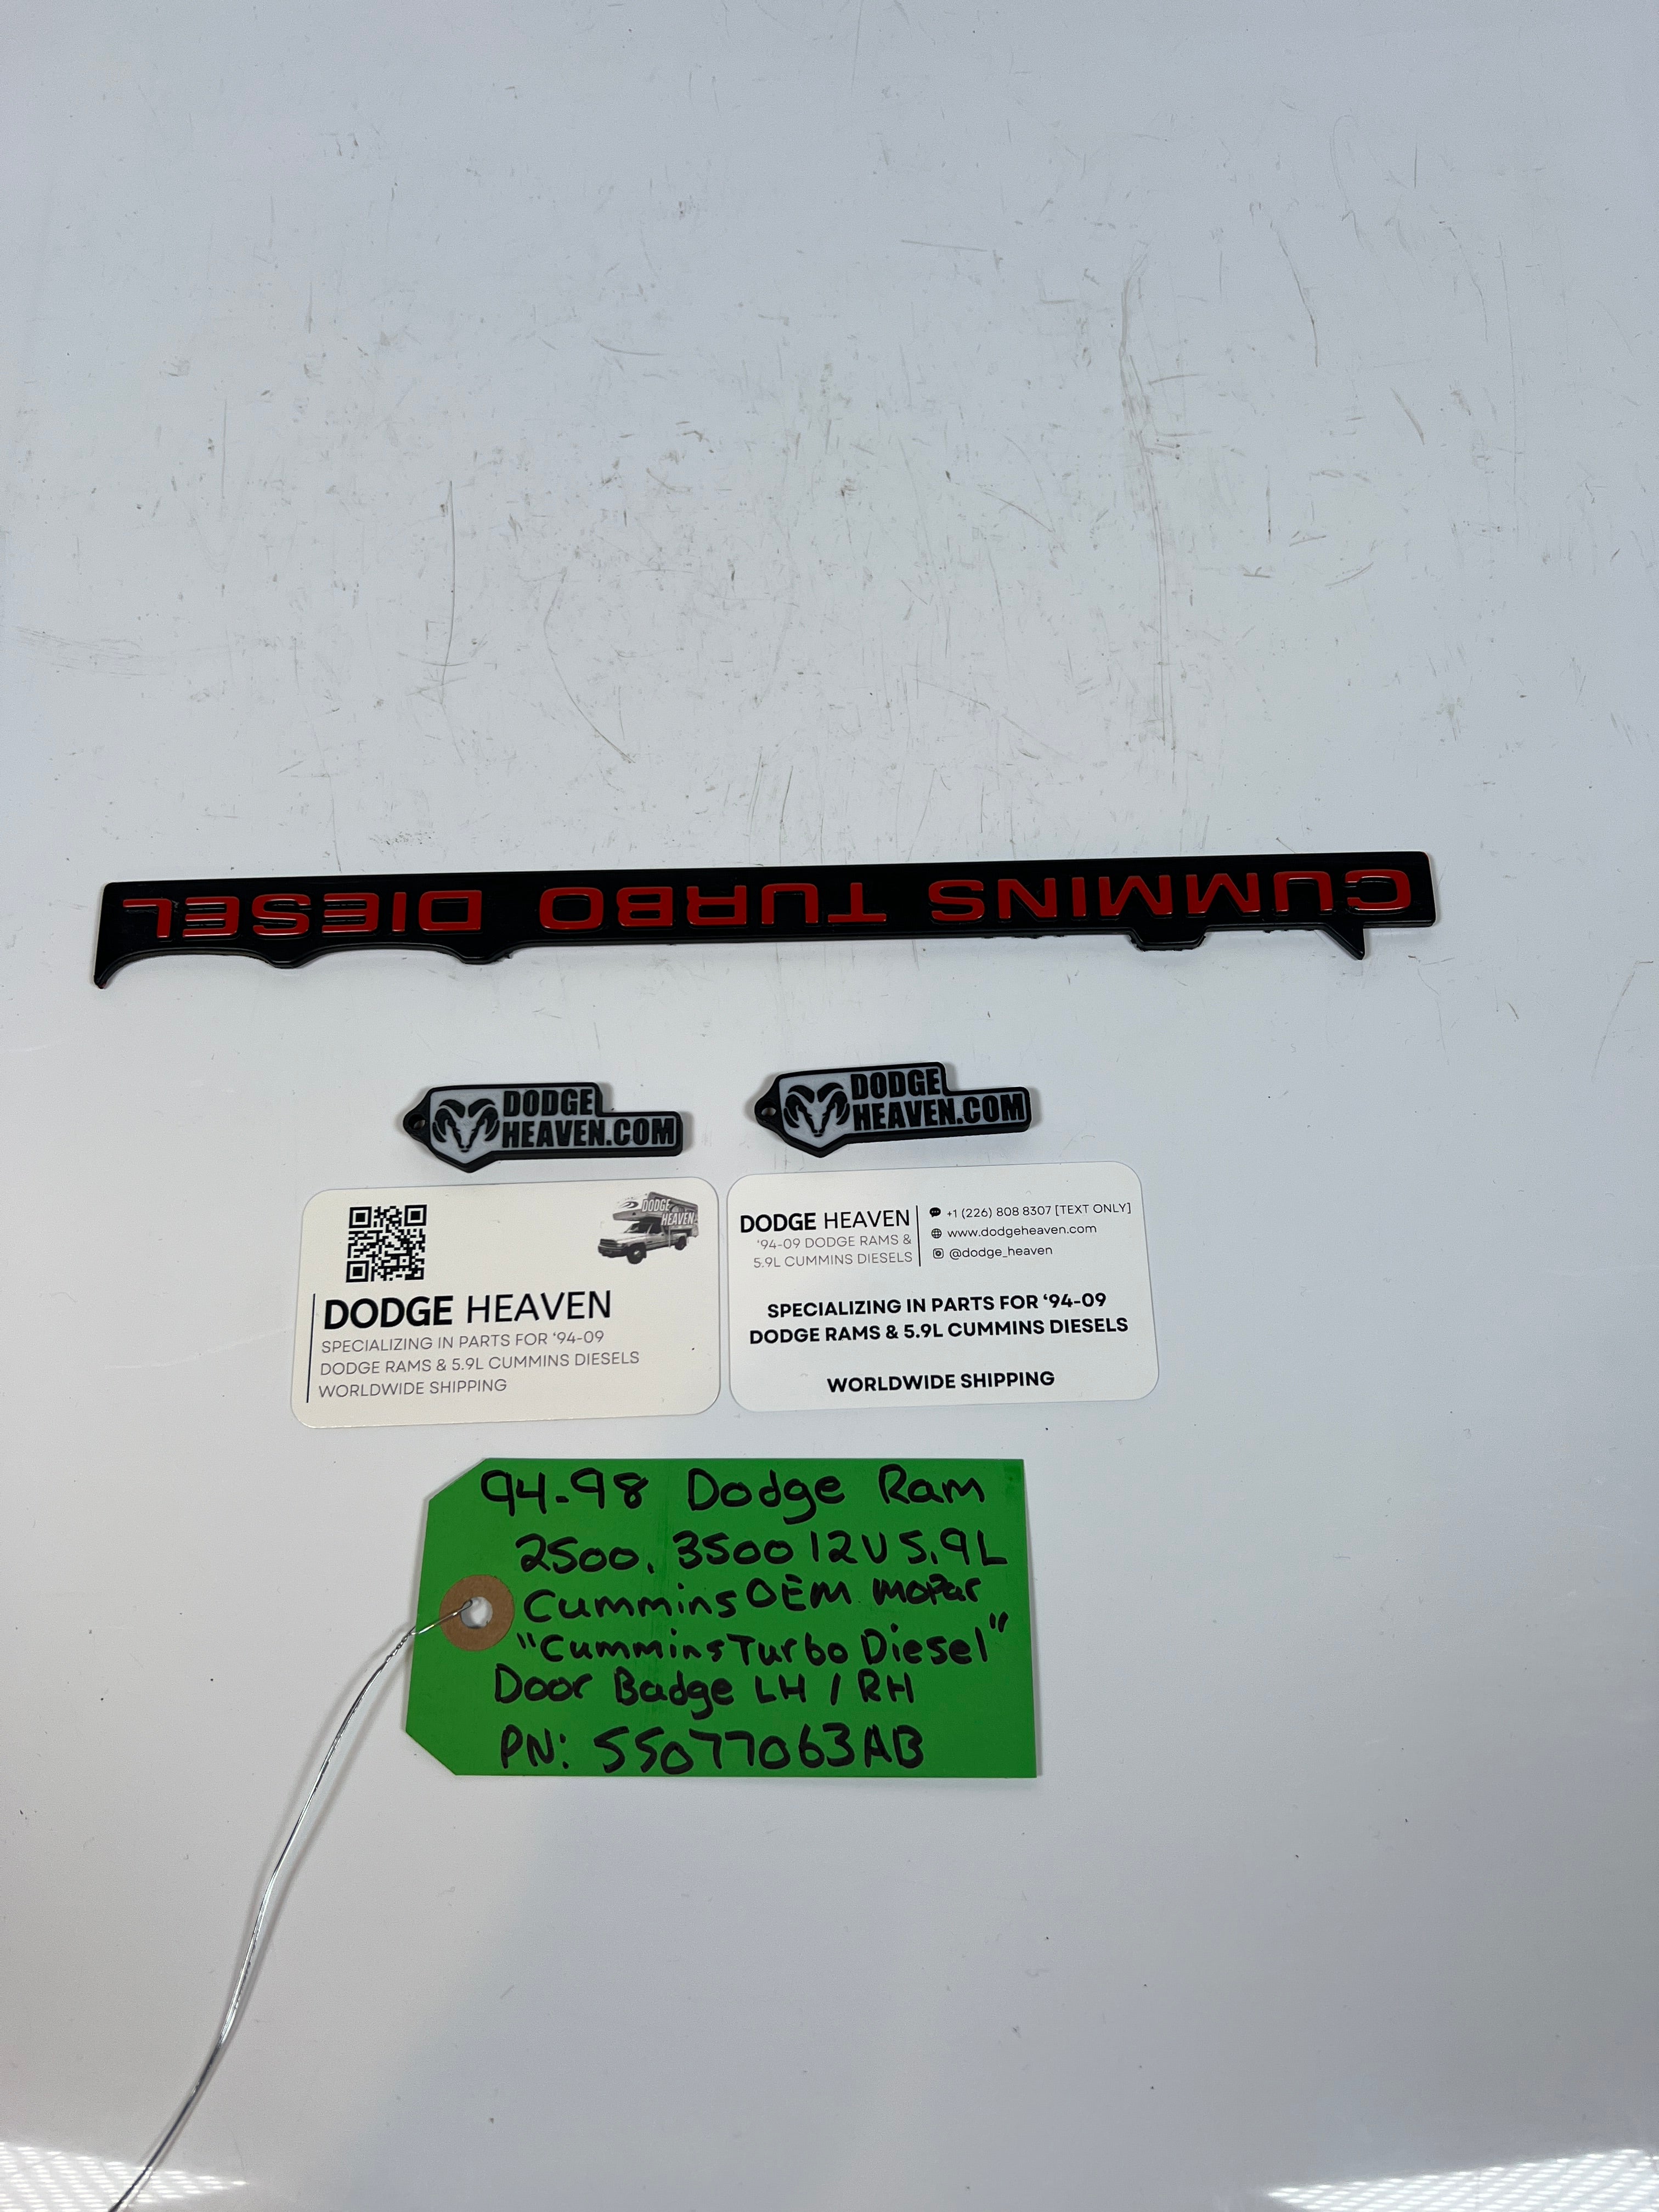 CUMMINS TURBO DIESEL
DODGE
HEAVEN.COM
DODGE
HEAVEN.COM
DODGE
HEAVEN
DODGE HEAVEN
SPECIALIZING IN PARTS FOR '94-09
DODGE RAMS & 5.9L CUMMINS DIESELS
WORLDWIDE SHIPPING
DODGE HEAVEN
'94-09 DODGE RAMS &
5.9L CUMMINS DIESELS
+1 (226) 808 8307 [TEXT ONLY]
www.dodgeheaven.com
@dodge_heaven
SPECIALIZING IN PARTS FOR '94-09
DODGE RAMS & 5.9L CUMMINS DIESELS
WORLDWIDE SHIPPING
94-98 Dodge Ram
2500, 3500 12V 5.9L
Cummins OEM Mopar
"Cummins Turbo Diesel"
Door Badge LH / RH
PN: 55077063AB